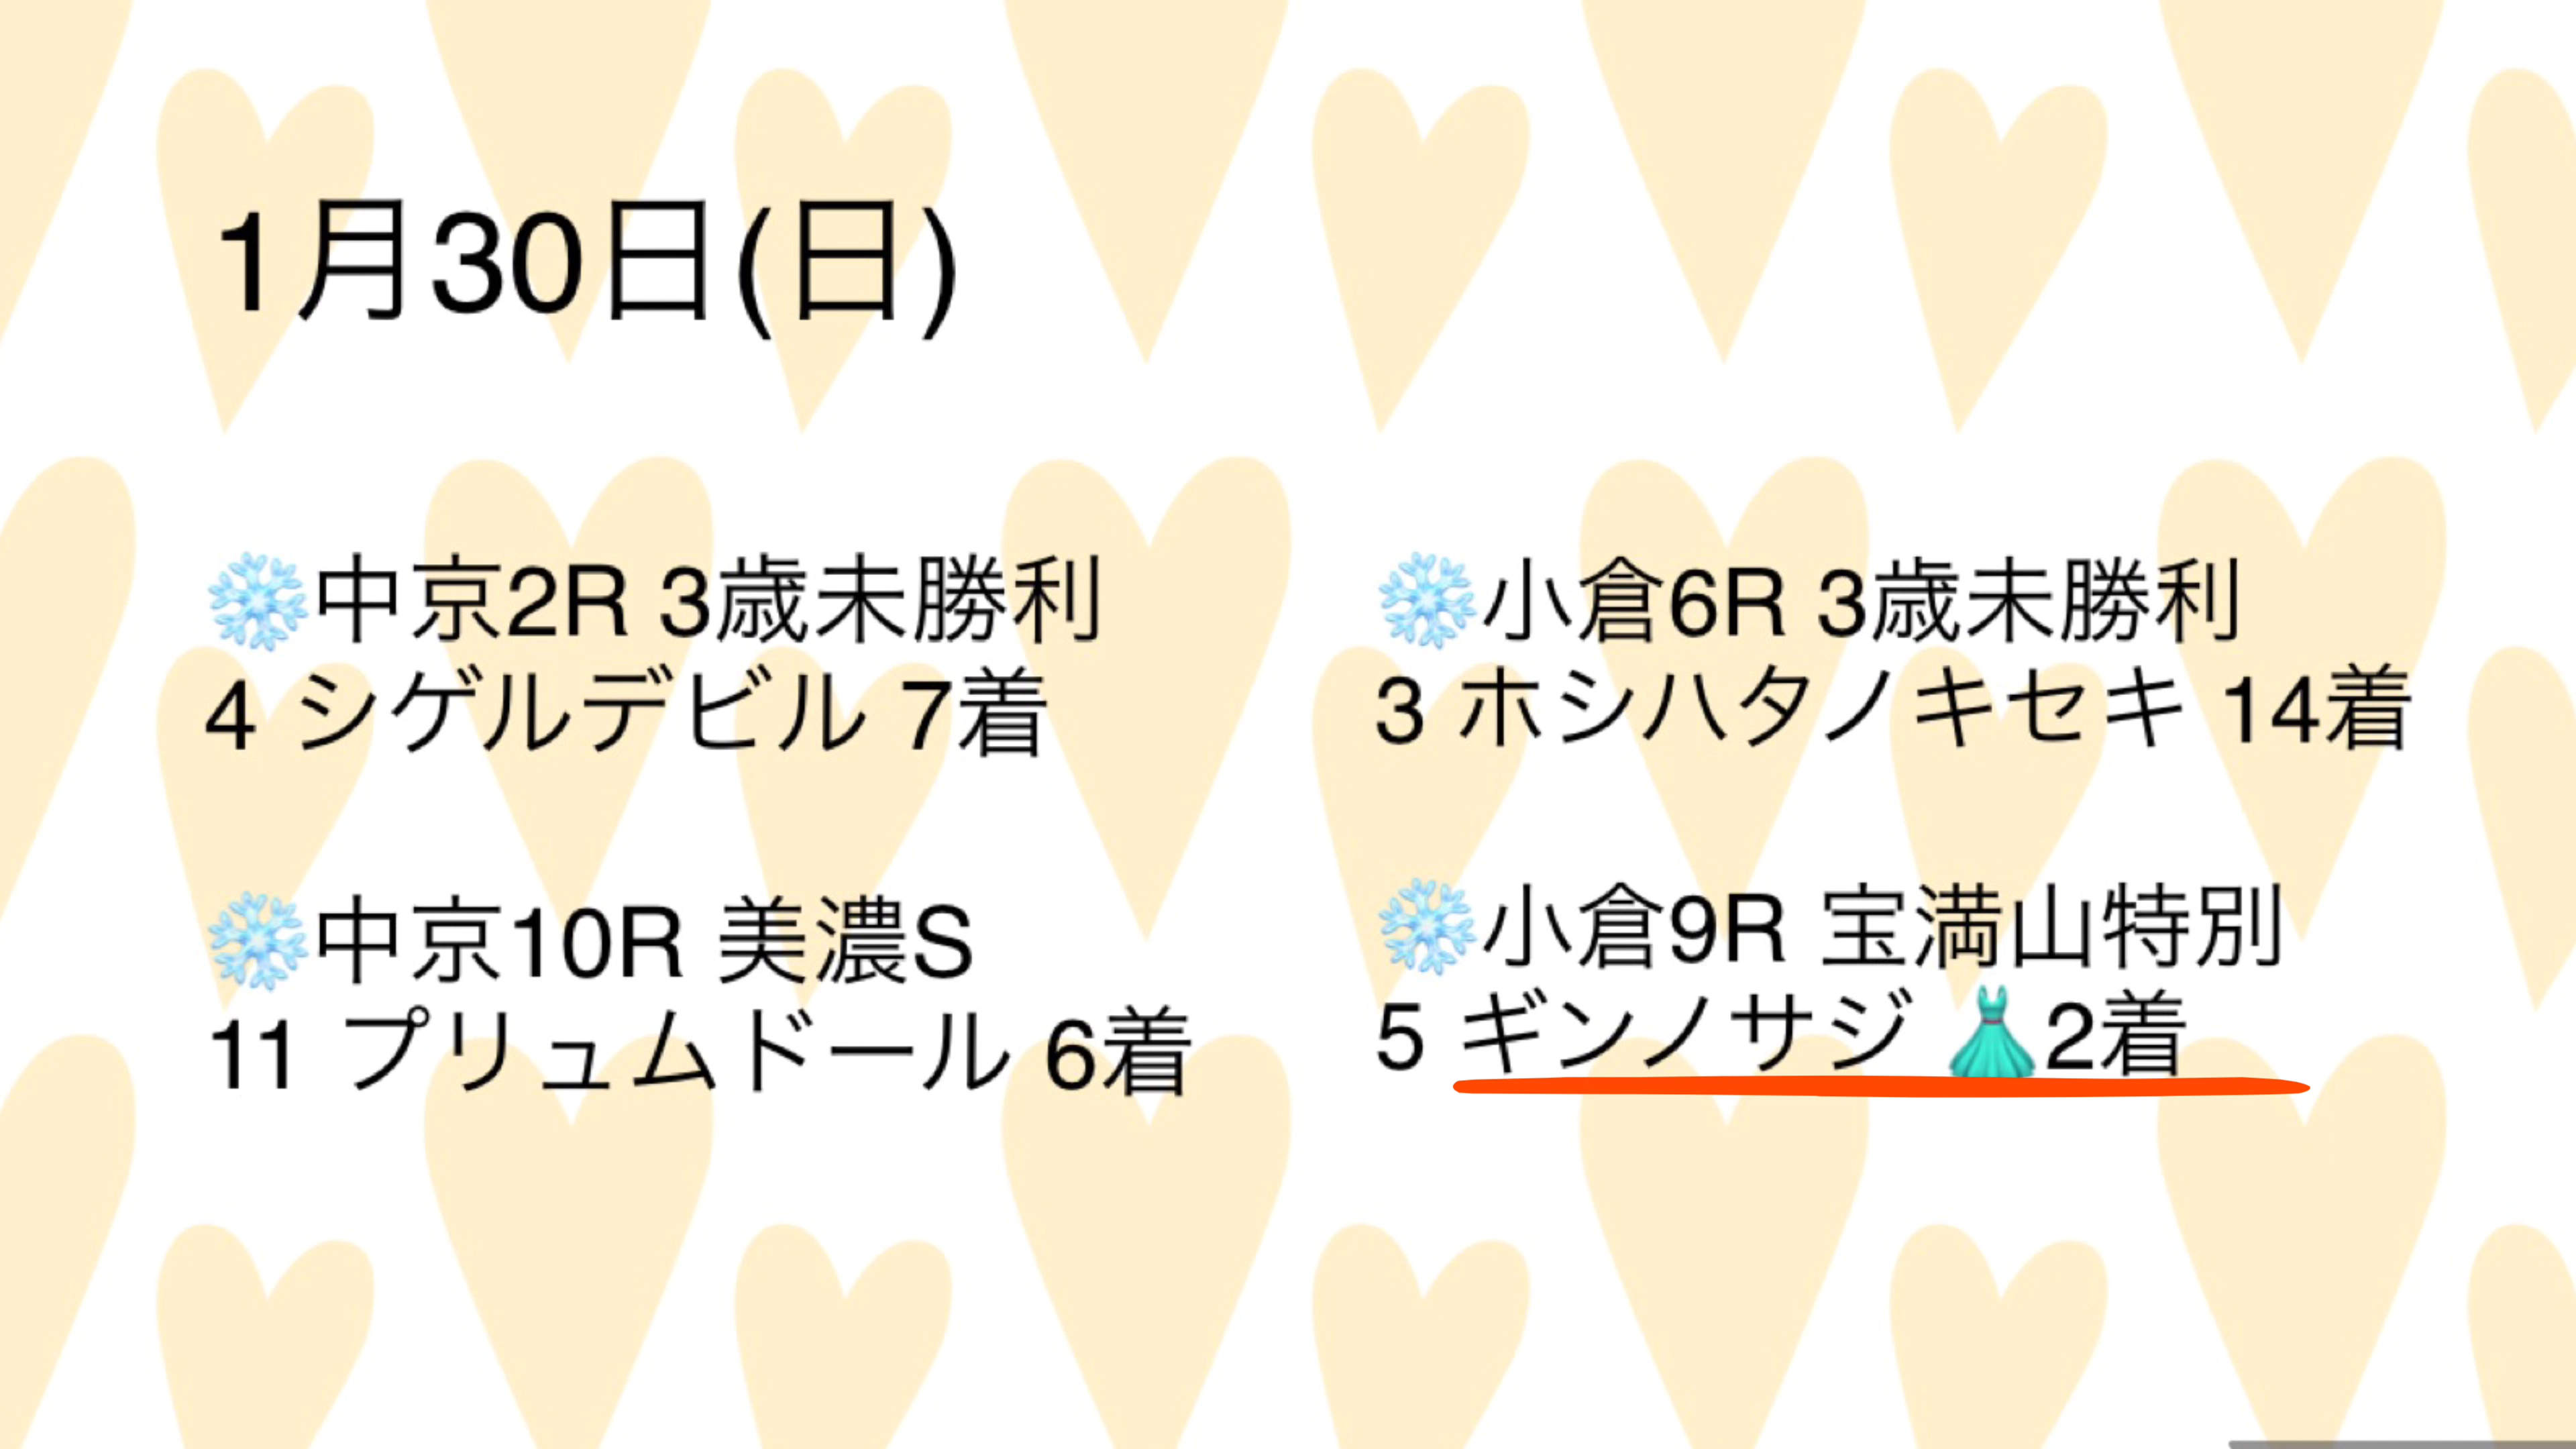 1月30日(日)
❄️中京2R 3歳未勝利
4 シゲルデビル 7着
❄️中京10R 美濃S
11 プリュムドール 6着
❄️小倉6R 3歳未勝利
3 ホシハタノキセキ 14着
❄️小倉9R 宝満山特別
5 ギンノサジ 👗2着